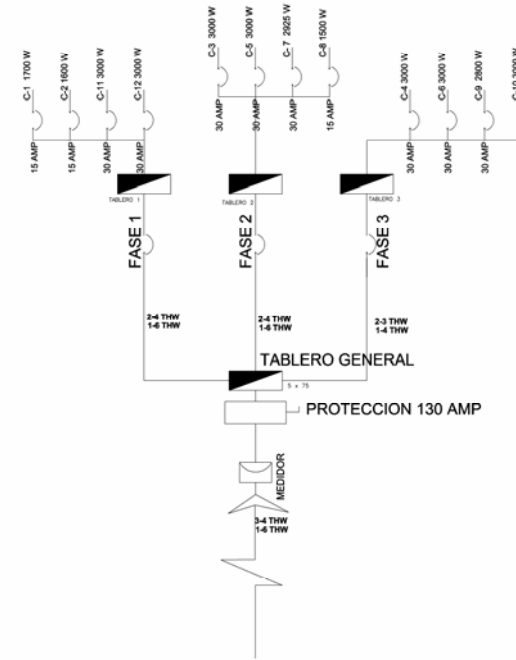 C-1 1700 W
C-2 1600 W
C-11 3000 W
C-12 3000 W
C-3 3000 W
C-5 3000 W
C- 7 2925 W
C-8 1500 W
C-4 3000 W
C-6 3000 W
C-9 2800 W
C-10 3000 W
15 AMP
15 AMP
30 AMP
30 AMP
30 AMP
30 AMP
30 AMP
15 AMP
30 AMP
30 AMP
30 AMP
TABLERO 1
TABLERO 2
TABLERO 3
FASE 1
FASE 2
FASE 3
2-4 THW
1-6 THW
2-4 THW
1-6 THW
2-3 THW
1-4 THW
TABLERO GENERAL
5 x 75
PROTECCION 130 AMP
MEDIDOR
3-4 THW
1-6 THW